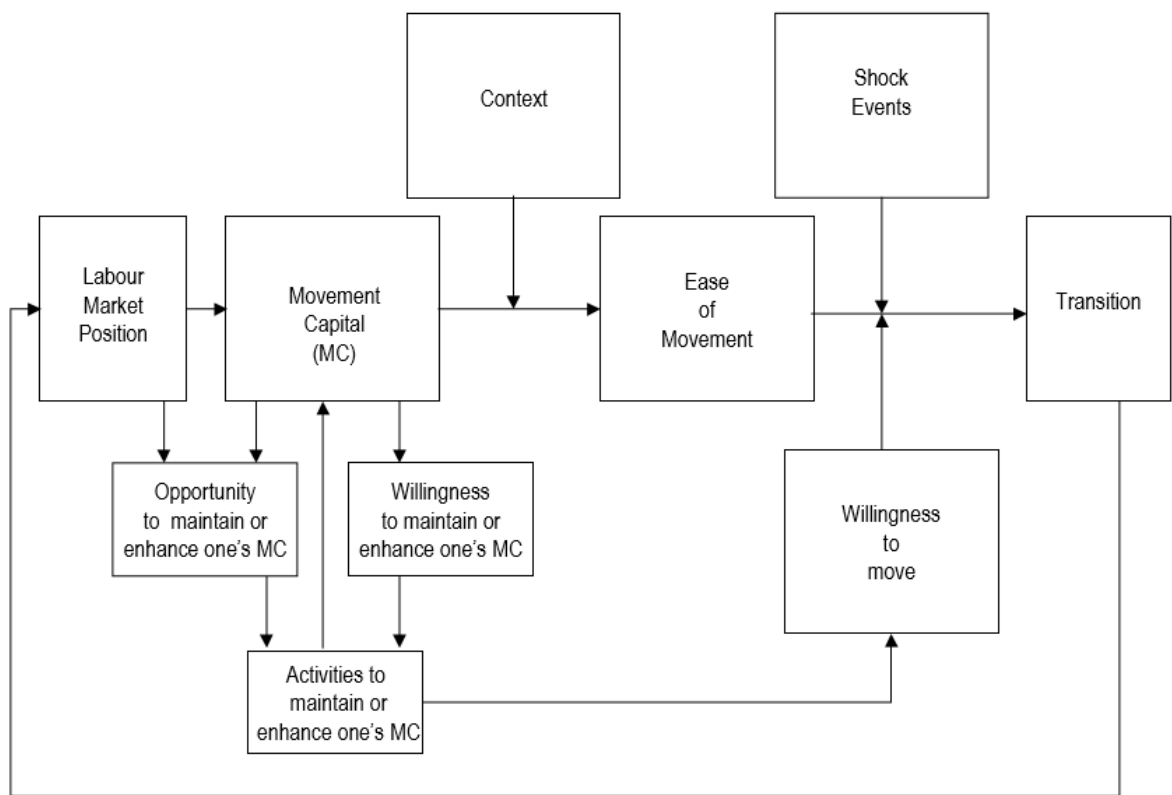 Context
Shock
Events
Labour
Market
Position
Movement
Capital
(MC)
Ease
of
Movement
Transition
Opportunity
to maintain or
enhance one's MC
Willingness
to maintain or
enhance one's MC
Willingness
to
move
Activities to
maintain or
enhance one's MC